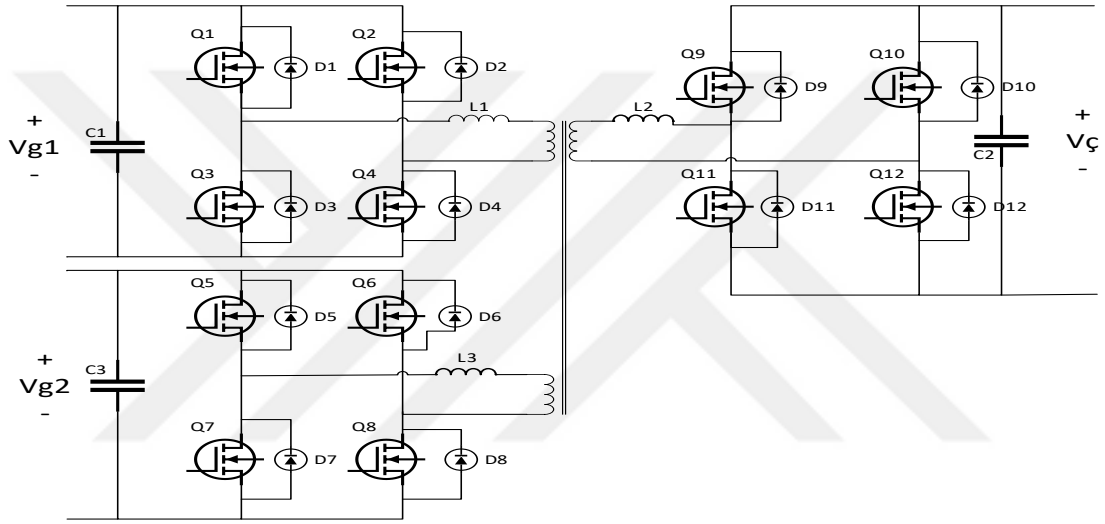 Q1
D1
Q2
D2
L1
+
Vg1
-
C1
Q3
D3
Q4
D4
Q9
D9
Q10
D10
L2
C2
+
Vç
-
Q11
D11
Q12
D12
Q5
D5
Q6
D6
L3
+
Vg2
-
C3
Q7
D7
Q8
D8